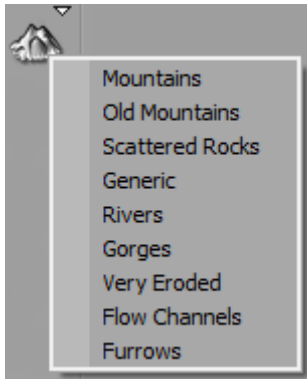 Mountains
Old Mountains
Scattered Rocks
Generic
Rivers
Gorges
Very Eroded
Flow Channels
Furrows